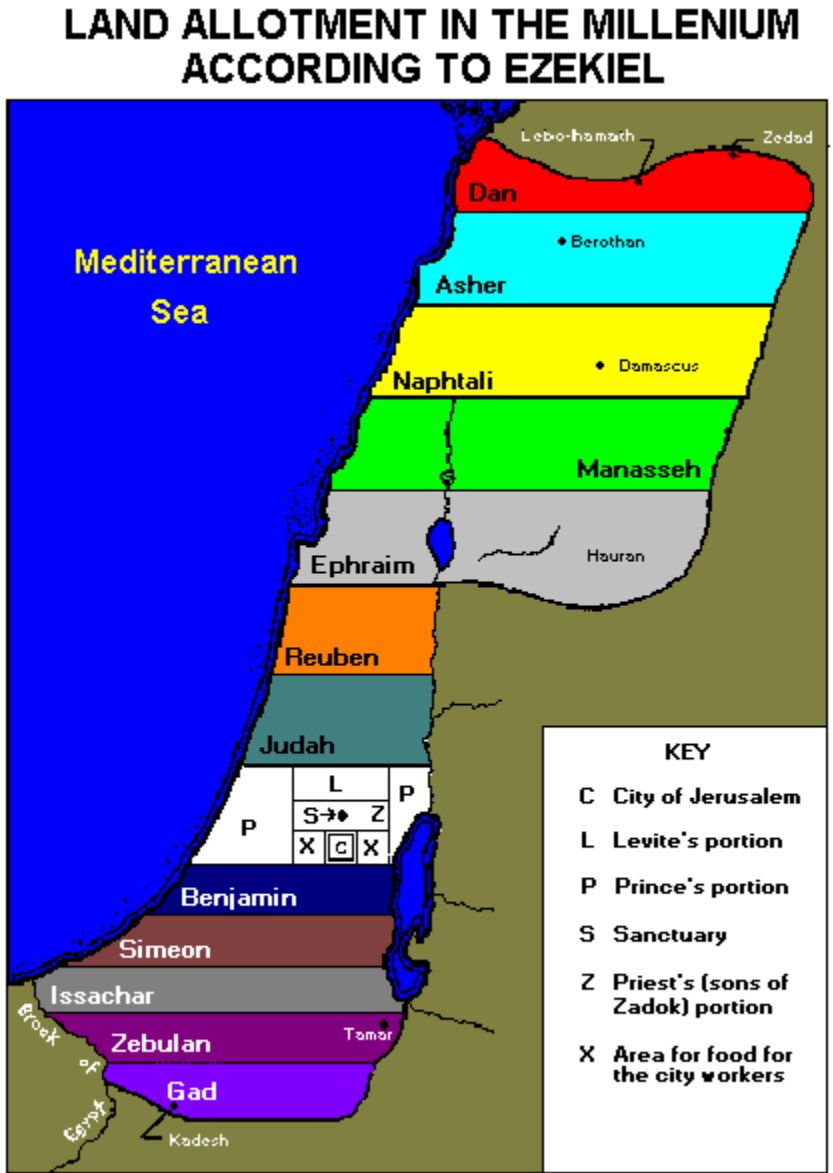 LAND ALLOTMENT IN THE MILLENIUM
ACCORDING TO EZEKIEL
Lebo-hamath
Zedad
Dan
Berothan
Mediterranean
Sea
Asher
Damascus
Naphtali
Manasseh
Hauran
Ephraim
Reuben
Judah
L
P
S
Z
P
X
C
X
Benjamin
Simeon
Issachar
Brook of Egypt
Zebulan
Tamar
Gad
Kadesh
KEY
C City of Jerusalem
L Levite's portion
P Prince's portion
S Sanctuary
Z Priest's (sons of
Zadok) portion
X Area for food for
the city workers